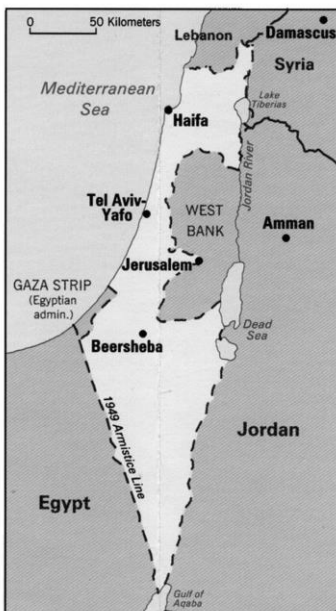 0 50 Kilometers
Lebanon
Damascus
Syria
Mediterranean
Sea
Haifa
Lake
Tiberias
Jordan River
Tel Aviv-
Yafo
WEST
BANK
Amman
Jerusalem
GAZA STRIP
(Egyptian
admin.)
Dead
Sea
Beersheba
1949 Armistice Line
Jordan
Egypt
Gulf of
Aqaba